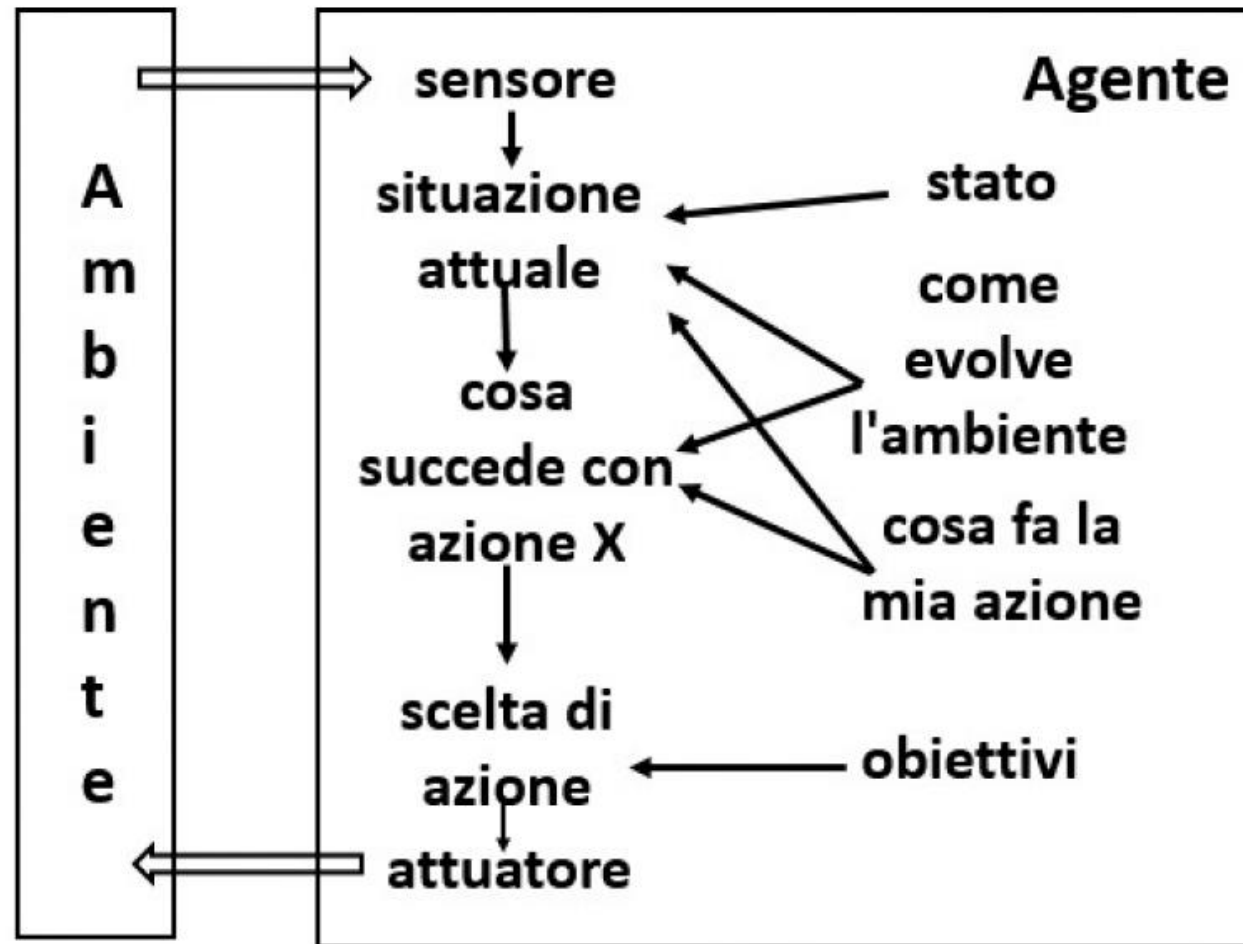 Ambiente
sensore
situazione
attuale
cosa
succede con
azione X
scelta di
azione
attuatore
Agente
stato
come
evolve
l'ambiente
cosa fa la
mia azione
obiettivi